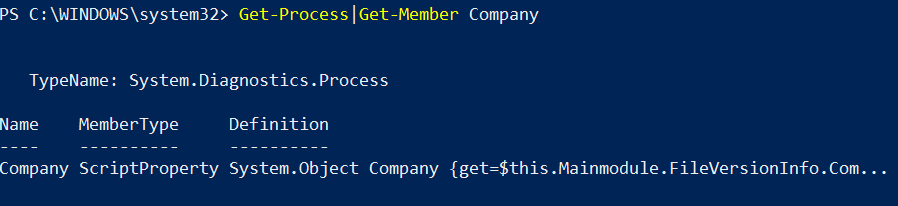 PS C:\WINDOWS\system32> Get-Process|Get-Member Company
TypeName: System.Diagnostics.Process
Name MemberType Definition
---- ---------- ----------
Company ScriptProperty System.Object Company {get=$this.Mainmodule.FileVersionInfo.Com...